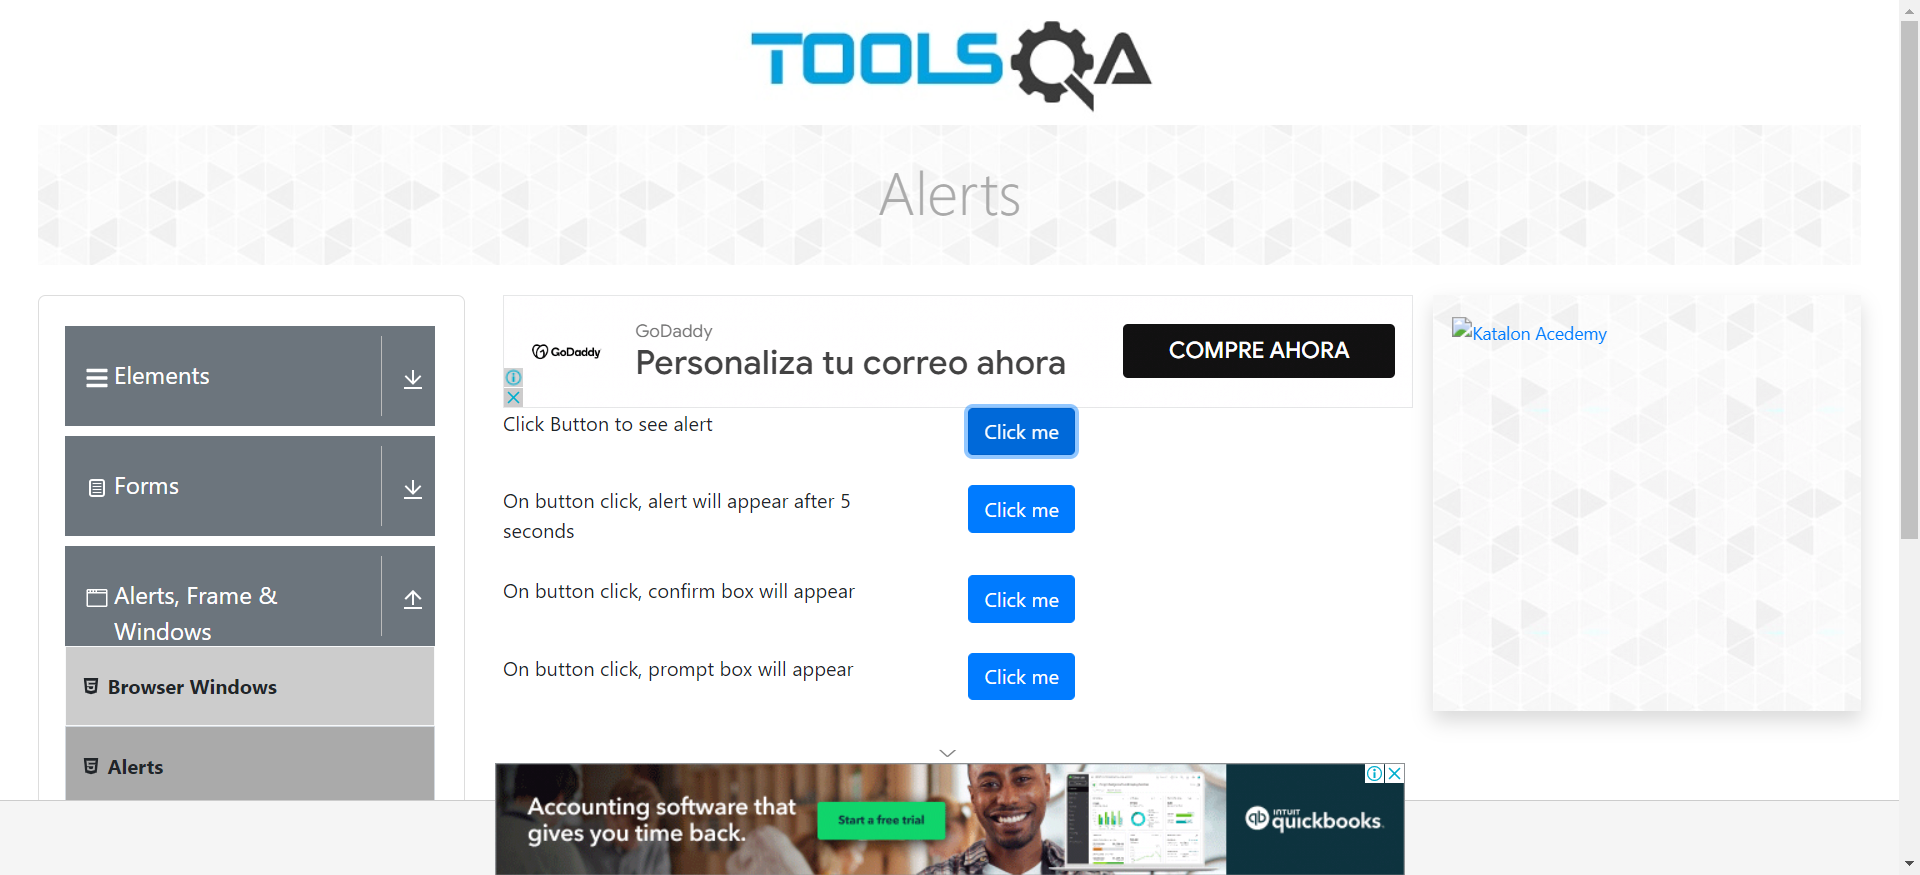 TOOLSQA
Alerts
Elements
Forms
Alerts, Frame &
Windows
Browser Windows
Alerts
GoDaddy
GoDaddy
Personaliza tu correo ahora
COMPRE AHORA
Click Button to see alert
Click me
On button click, alert will appear after 5
seconds
Click me
On button click, confirm box will appear
Click me
On button click, prompt box will appear
Click me
Katalon Acedemy
Accounting software that
gives you time back.
Start a free trial
INTUIT
quickbooks.